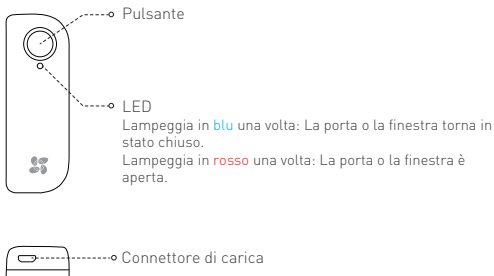 Pulsante
LED
Lampeggia in blu una volta: La porta o la finestra torna in
stato chiuso.
Lampeggia in rosso una volta: La porta o la finestra è
aperta.
Connettore di carica